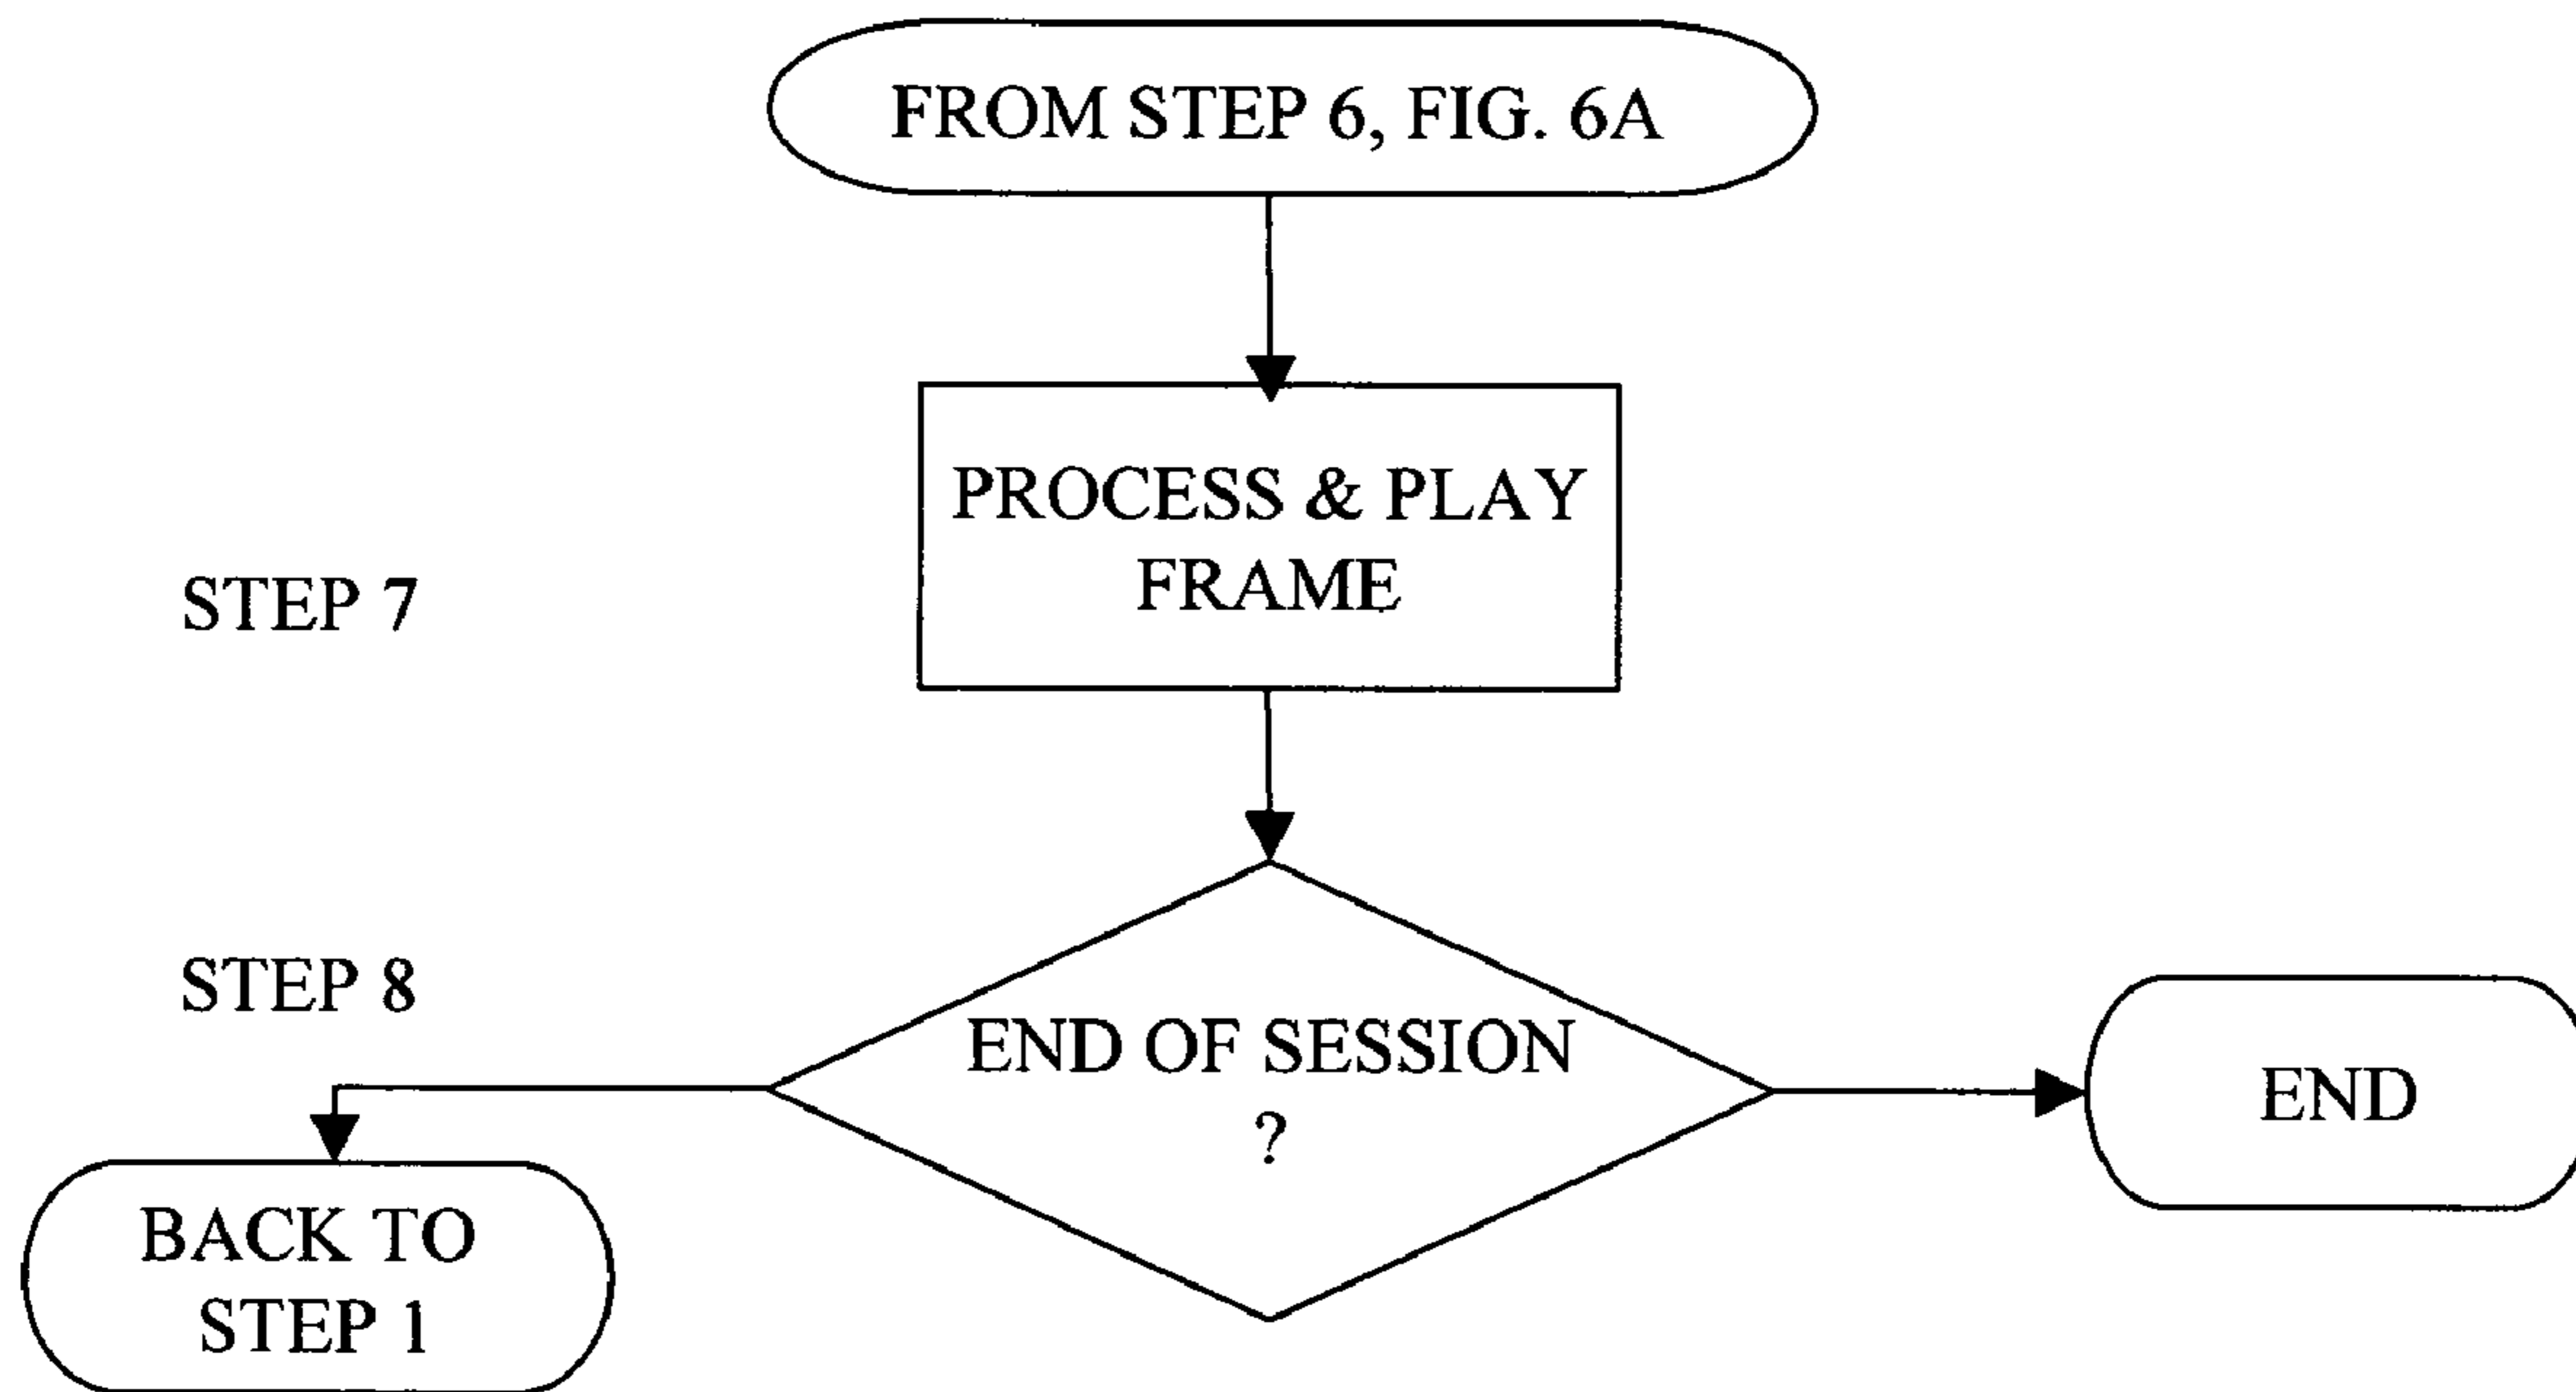 FROM STEP 6, FIG. 6A
PROCESS & PLAY
FRAME
STEP 7
STEP 8
END OF SESSION
?
END
BACK TO
STEP 1